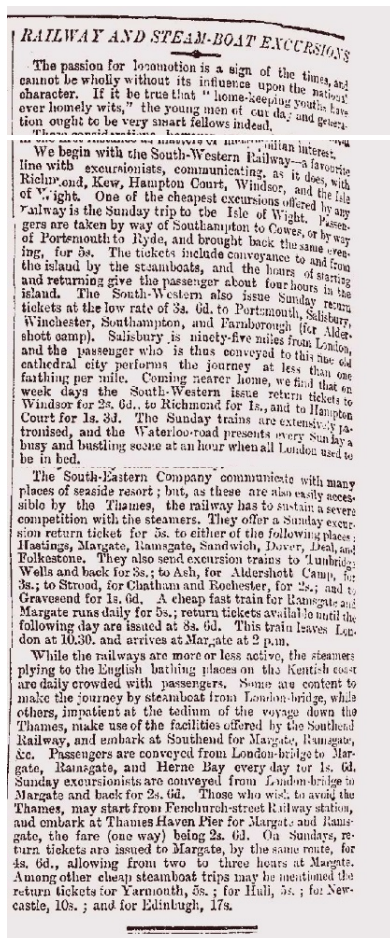 RAILWAY AND STEAM-BOAT EXCURSIONS
The passion for locomotion is a sign of the times, and
cannot be wholly without its influence upon the national
character. If it be true that "home-keeping youths have
ever homely wits," the young men of our day and genera-
tion ought to be very smart fellows indeed.
We begin with the South-Western Railway—a favourite
line with excursionists, communicating, as it does, with
Richmond, Kew, Hampton Court, Windsor, and the Isle
of Wight. One of the cheapest excursions offered by any
railway is the Sunday trip to the Isle of Wight. Passen-
gers are taken by way of Southampton to Cowes, or by way
of Portsmouth to Ryde, and brought back the same even-
ing, for 5s. The tickets include conveyance to and from
the island by the steamboats, and the hours of starting
and returning give the passenger about four hours in the
island. The South-Western also issue Sunday return
tickets at the low rate of 3s. 6d. to Portsmouth, Salisbury,
Winchester, Southampton, and Farnborough (for Alder-
shott camp). Salisbury is ninety-five miles from London,
and the passenger who is thus conveyed to this fine old
cathedral city performs the journey at less than one
farthing per mile. Coming nearer home, we find that on
week days the South-Western issue return tickets to
Windsor for 2s. 6d., to Richmond for 1s., and to Hampton
Court for 1s. 3d. The Sunday trains are extensively pa-
tronised, and the Waterloo-road presents every Sunday a
busy and bustling scene at an hour when all London used to
be in bed.
The South-Eastern Company communicate with many
places of seaside resort; but, as these are also easily acces-
sible by the Thames, the railway has to sustain a severe
competition with the steamers. They offer a Sunday excur-
sion return ticket for 5s. to either of the following places:
Hastings, Margate, Ramsgate, Sandwich, Dover, Deal, and
Folkestone. They also send excursion trains to Tunbridge
Wells and back for 3s.; to Ash, for Aldershott Camp, for
3s.; to Strood, for Chatham and Rochester, for 2s.; and to
Gravesend for 1s. 6d. A cheap fast train for Ramsgate and
Margate runs daily for 5s.; return tickets available until the
following day are issued at 8s. 6d. This train leaves Lon-
don at 10.30. and arrives at Margate at 2 p.m.
While the railways are more or less active, the steamers
plying to the English bathing places on the Kentish coast
are daily crowded with passengers. Some are content to
make the journey by steamboat from London-bridge, while
others, impatient at the tedium of the voyage down the
Thames, make use of the facilities offered by the Southend
Railway, and embark at Southend for Margate, Ramsgate,
&c. Passengers are conveyed from London-bridge to Mar-
gate, Ramsgate, and Herne Bay every day for 1s. 6d.
Sunday excursionists are conveyed from London-bridge to
Margate and back for 2s. 6d. Those who wish to avoid the
Thames, may start from Fenchurch-street Railway station,
and embark at Thames Haven Pier for Margate and Rams-
gate, the fare (one way) being 2s. 6d. On Sundays, re-
turn tickets are issued to Margate, by the same route, for
4s. 6d., allowing from two to three hours at Margate.
Among other cheap steamboat trips may be mentioned the
return tickets for Yarmouth, 5s.; for Hull, 5s.; for New-
castle, 10s.; and for Edinburgh, 17s.